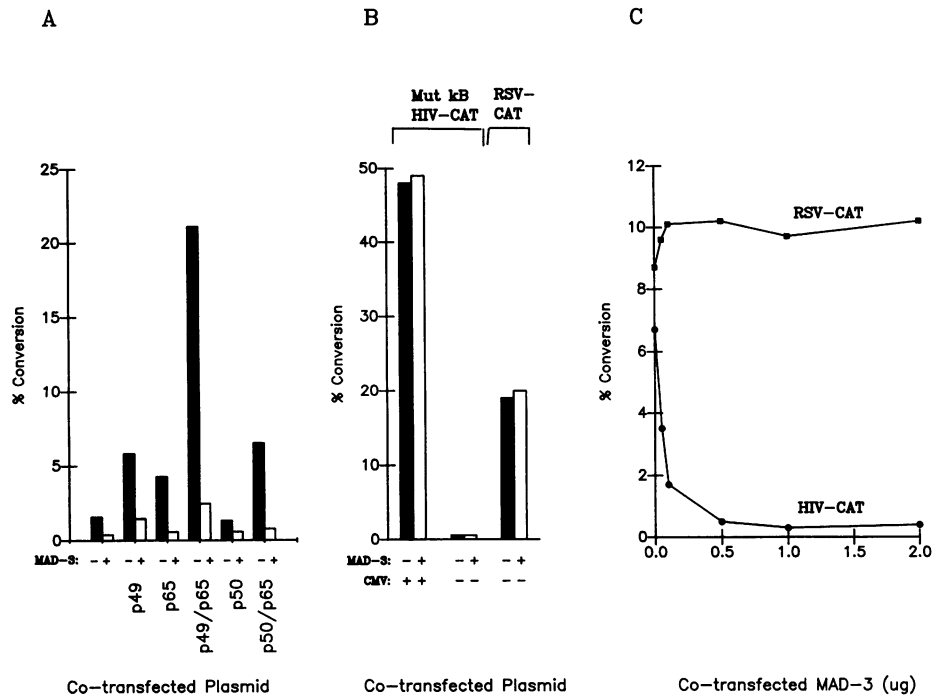 A
B
C
Mut kB
HIV-CAT
RSV-
CAT
25
20
15
10
5
0
% Conversion
MAD-3: - + - + - + - + - + - +
p49
p65
p49/p65
p50
p50/p65
Co-transfected Plasmid
50
40
30
20
10
0
% Conversion
MAD-3: - + - + - +
CMV: + + - - - -
Co-transfected Plasmid
12
10
8
6
4
2
0
% Conversion
RSV-CAT
HIV-CAT
0.0 0.5 1.0 1.5 2.0
Co-transfected MAD-3 (ug)